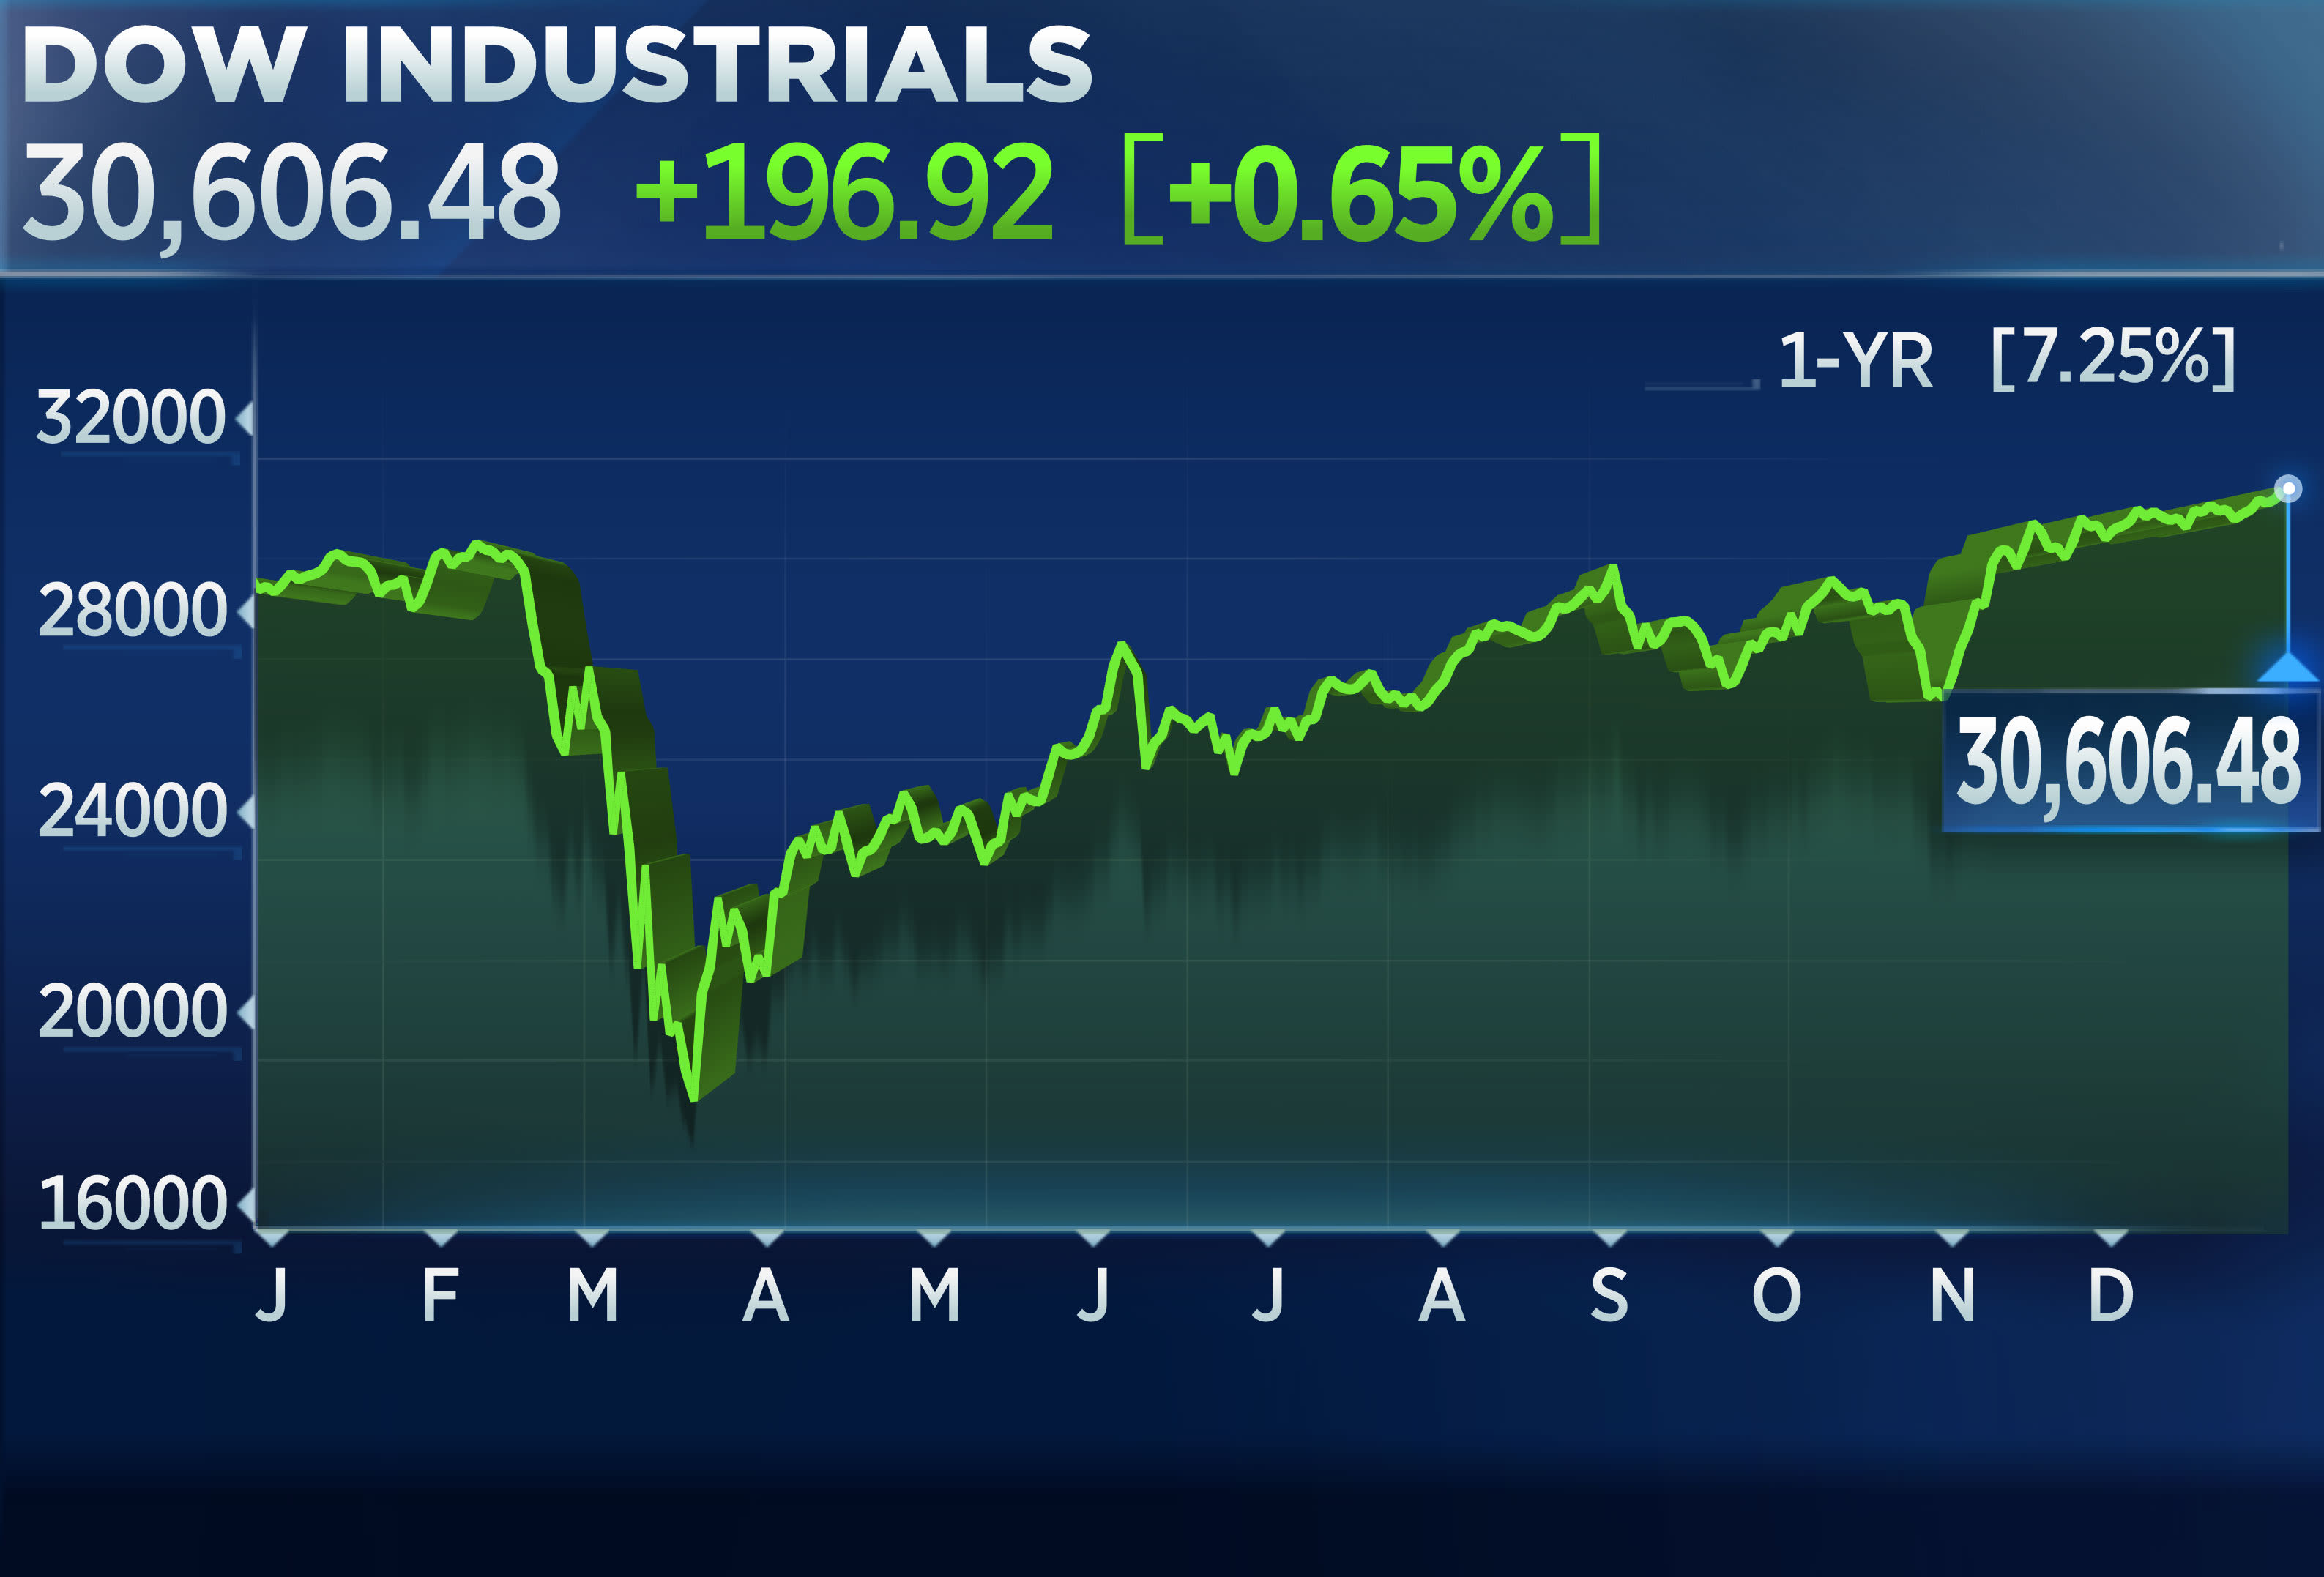 DOW INDUSTRIALS
30,606.48 +196.92 [+0.65%]
1-YR [7.25%]
32000
28000
24000
20000
16000
30,606.48
J F M A M J J A S O N D